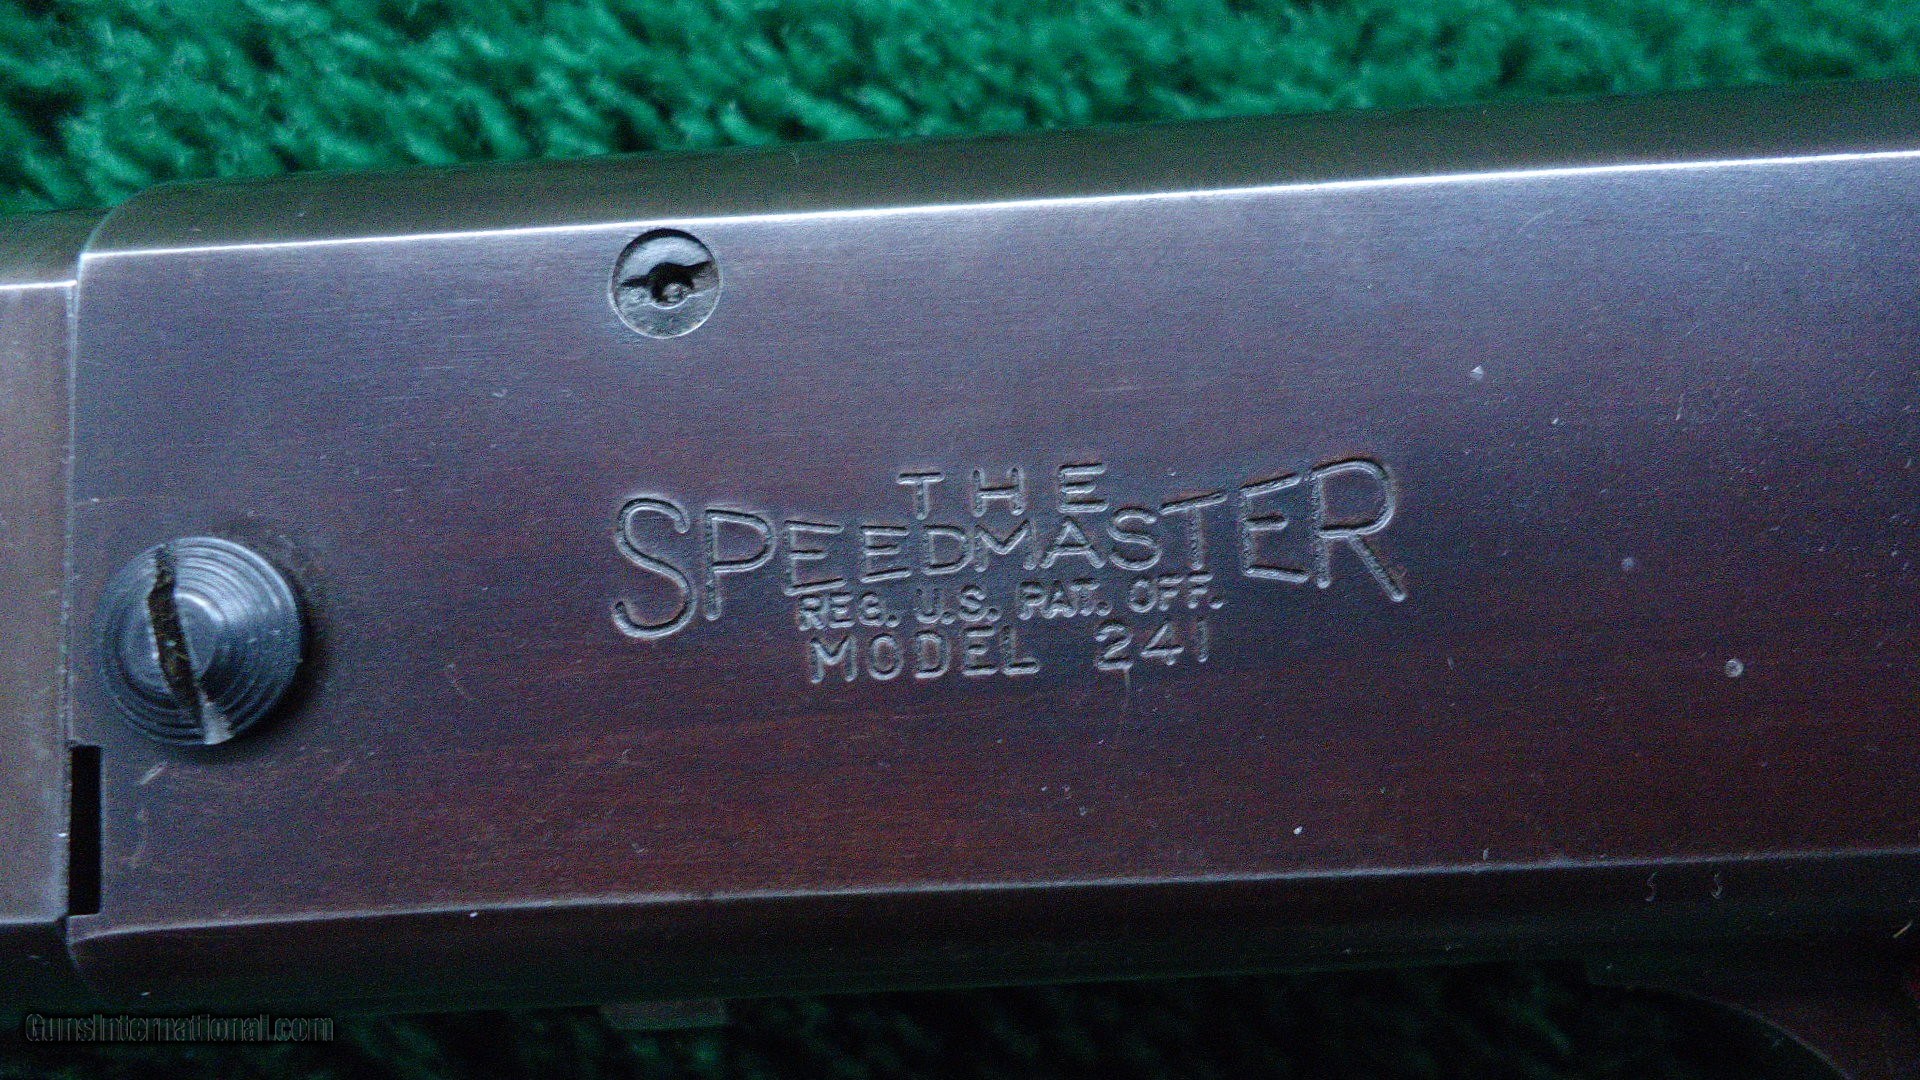 THE
SPEEDMASTER
REG. U.S. PAT. OFF.
MODEL 241
GunsInternational.com